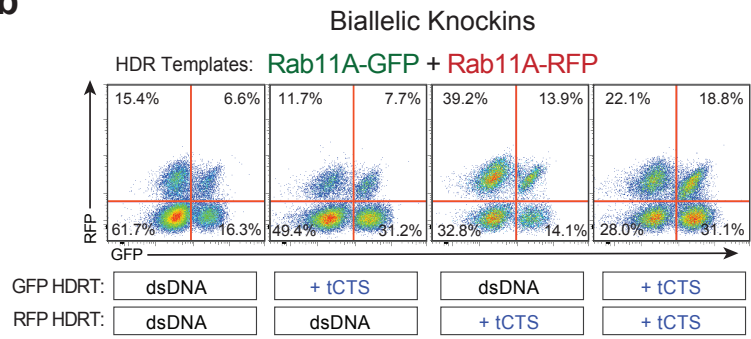 b
Biallelic Knockins
HDR Templates: Rab11A-GFP + Rab11A-RFP
15.4% 6.6% 11.7% 7.7% 39.2% 13.9% 22.1% 18.8%
RFP
61.7% 16.3% 49.4% 31.2% 32.8% 14.1% 28.0% 31.1%
GFP
GFP HDRT: dsDNA + tCTS dsDNA + tCTS
RFP HDRT: dsDNA dsDNA + tCTS + tCTS